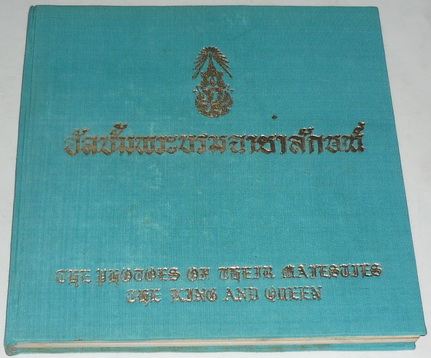 อัลบั้มพระบรมฉายาลักษณ์
THE PHOTOES OF THEIR MAJESTIES
THE KING AND QUEEN